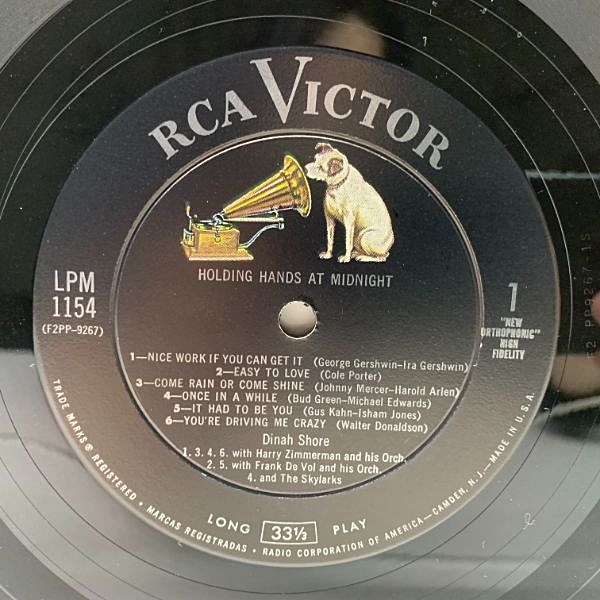 RCA VICTOR
HOLDING HANDS AT MIDNIGHT
LPM
1154
(F2PP-9267)
1
"NEW
ORTHOPHONIC"
HIGH
FIDELITY
1—NICE WORK IF YOU CAN GET IT (George Gershwin-Ira Gershwin)
2—EASY TO LOVE (Cole Porter)
3—COME RAIN OR COME SHINE (Johnny Mercer-Harold Arlen)
4—ONCE IN A WHILE (Bud Green-Michael Edwards)
5—IT HAD TO BE YOU (Gus Kahn-Isham Jones)
6—YOU'RE DRIVING ME CRAZY (Walter Donaldson)
Dinah Shore
1. 3. 4. 6. with Harry Zimmerman and his Orch.
2. 5. with Frank De Vol and his Orch.
4. and The Skylarks
LONG 33⅓ PLAY
TRADE MARKS ® REGISTERED • MARCAS REGISTRADAS • RADIO CORPORATION OF AMERICA—CAMDEN, N.J.—MADE IN U.S.A.
F2 PP9267-1S